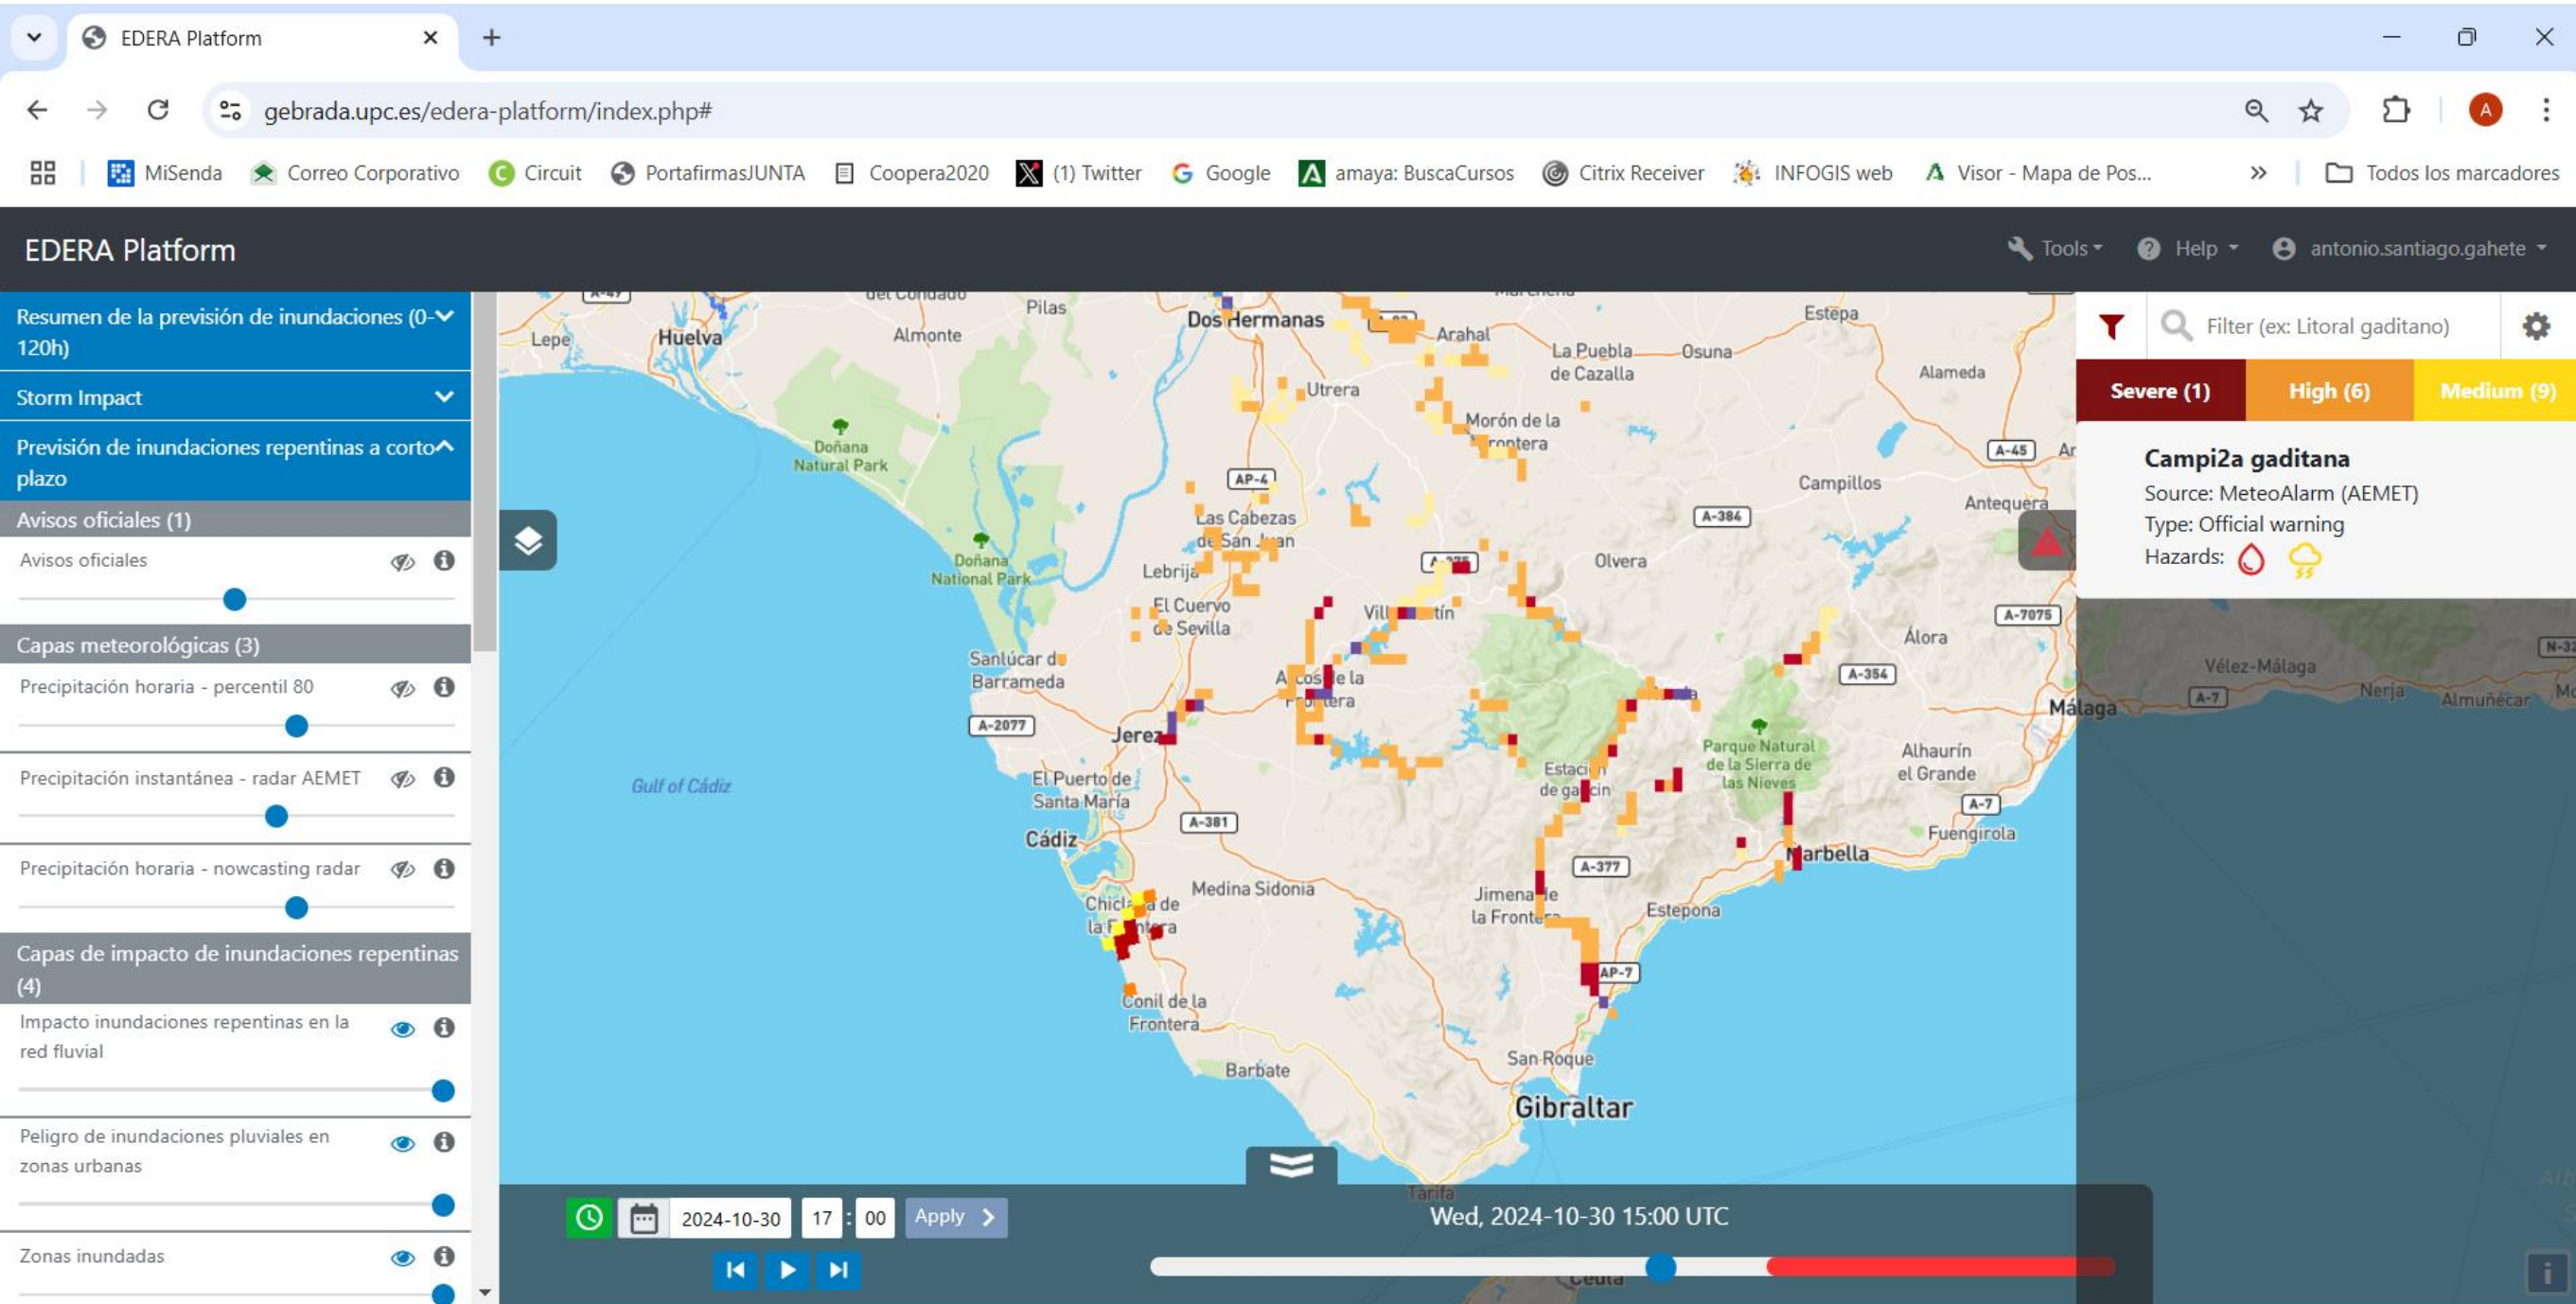 EDERA Platform
gebrada.upc.es/edera-platform/index.php#
A
MiSenda
Correo Corporativo
Circuit
PortafirmasJUNTA
Coopera2020
(1) Twitter
Google
amaya: BuscaCursos
Citrix Receiver
INFOGIS web
Visor - Mapa de Pos...
Todos los marcadores
EDERA Platform
Tools
Help
antonio.santiago.gahete
Resumen de la previsión de inundaciones (0-
120h)
Storm Impact
Previsión de inundaciones repentinas a corto
plazo
Avisos oficiales (1)
Avisos oficiales
Capas meteorológicas (3)
Precipitación horaria - percentil 80
Precipitación instantánea - radar AEMET
Precipitación horaria - nowcasting radar
Capas de impacto de inundaciones repentinas
(4)
Impacto inundaciones repentinas en la
red fluvial
Peligro de inundaciones pluviales en
zonas urbanas
Zonas inundadas
A-49
del Condado
Pilas
Dos Hermanas
Lepe
Huelva
Almonte
Arahal
Estepa
La Puebla
de Cazalla
Osuna
Alameda
Utrera
Morón de la
Doñana
Natural Park
A-45
AP-4
Campillos
Antequera
Las Cabezas
de San
A-384
Doñana
National Park
Lebrija
Olvera
El Cuervo
de Sevilla
A-7075
Álora
Sanlúcar
Barrameda
A-354
A-2077
Jerez
Málaga
Parque Natural
de la Sierra de
las Nieves
Alhaurín
el Grande
Gulf of Cádiz
El Puerto de
Santa María
A-7
A-381
Cádiz
Fuengirola
A-377
Marbella
Medina Sidonia
Jimena
la
Estepona
AP-7
Conil de la
Frontera
San Roque
Barbate
Gibraltar
Tarifa
Ceuta
Vélez-Málaga
A-7
Nerja
Almuñécar
Filter (ex: Litoral gaditano)
Severe (1)
High (6)
Medium (9)
Campi2a gaditana
Source: MeteoAlarm (AEMET)
Type: Official warning
Hazards:
2024-10-30
17 : 00
Apply
Wed, 2024-10-30 15:00 UTC